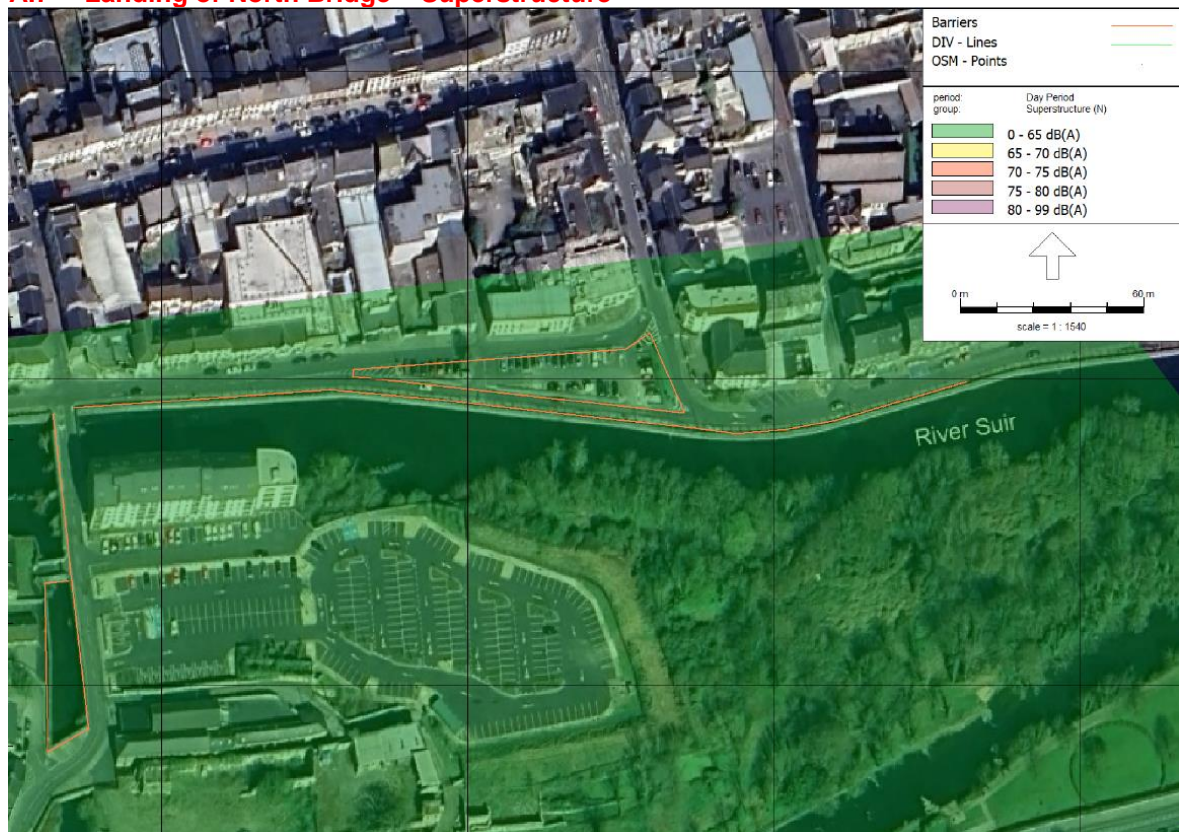 Landing of North Bridge – Superstructure
Barriers
DIV - Lines
OSM - Points
period: Day Period
group: Superstructure (N)
0 - 65 dB(A)
65 - 70 dB(A)
70 - 75 dB(A)
75 - 80 dB(A)
80 - 99 dB(A)
0 m 60 m
scale = 1 : 1540
River Suir